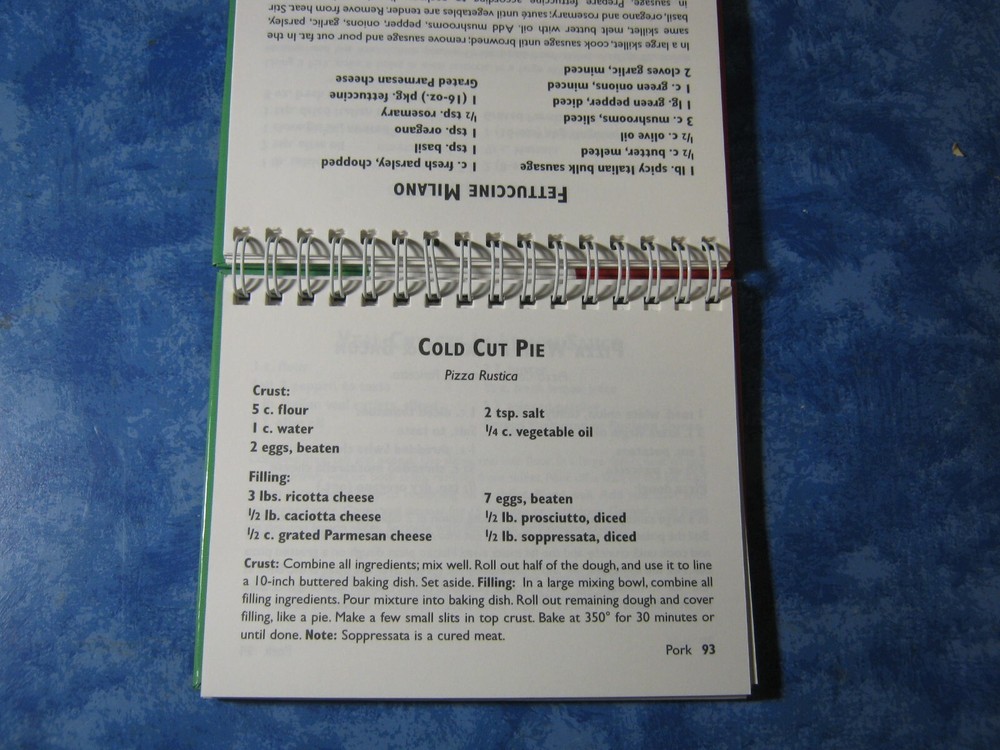 FETTUCCINE MILANO
1 lb. spicy Italian bulk sausage 1 c. fresh parsley, chopped
½ c. butter, melted 1 tsp. basil
½ c. olive oil 1 tsp. oregano
3 c. mushrooms, sliced ½ tsp. rosemary
1 lg. green pepper, diced 1 (16-oz.) pkg. fettuccine
1 c. green onions, minced Grated Parmesan cheese
2 cloves garlic, minced
In a large skillet, cook sausage until browned; remove sausage and pour out fat. In the
same skillet, melt butter with oil. Add mushrooms, pepper, onions, garlic, parsley,
basil, oregano and rosemary; sauté until vegetables are tender. Remove from heat. Stir
in sausage. Prepare fettuccine according to
COLD CUT PIE
Pizza Rustica
Crust:
5 c. flour 2 tsp. salt
1 c. water ¼ c. vegetable oil
2 eggs, beaten
Filling:
3 lbs. ricotta cheese 7 eggs, beaten
½ lb. caciotta cheese ½ lb. prosciutto, diced
½ c. grated Parmesan cheese ½ lb. soppressata, diced
Crust: Combine all ingredients; mix well. Roll out half of the dough, and use it to line
a 10-inch buttered baking dish. Set aside. Filling: In a large mixing bowl, combine all
filling ingredients. Pour mixture into baking dish. Roll out remaining dough and cover
filling, like a pie. Make a few small slits in top crust. Bake at 350° for 30 minutes or
until done. Note: Soppressata is a cured meat.
Pork 93